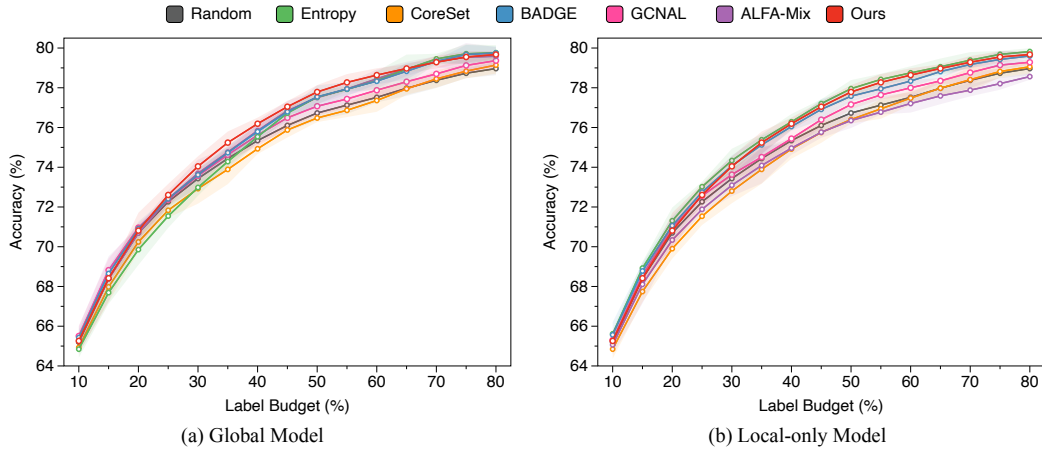 Random Entropy CoreSet BADGE GCNAL ALFA-Mix Ours
80
78
76
74
72
70
68
66
64
Accuracy (%)
10 20 30 40 50 60 70 80
Label Budget (%)
(a) Global Model
80
78
76
74
72
70
68
66
64
Accuracy (%)
10 20 30 40 50 60 70 80
Label Budget (%)
(b) Local-only Model